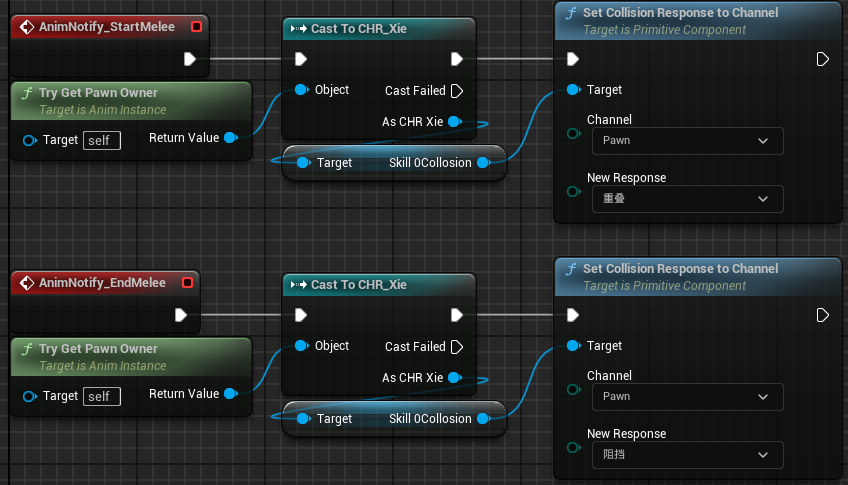 AnimNotify_StartMelee
Try Get Pawn Owner
Target is Anim Instance
Target self
Return Value
Cast To CHR_Xie
Object
Cast Failed
As CHR Xie
Target
Skill 0Collosion
Set Collision Response to Channel
Target is Primitive Component
Target
Channel
Pawn
New Response
重叠
AnimNotify_EndMelee
Try Get Pawn Owner
Target is Anim Instance
Target self
Return Value
Cast To CHR_Xie
Object
Cast Failed
As CHR Xie
Target
Skill 0Collosion
Set Collision Response to Channel
Target is Primitive Component
Target
Channel
Pawn
New Response
阻挡